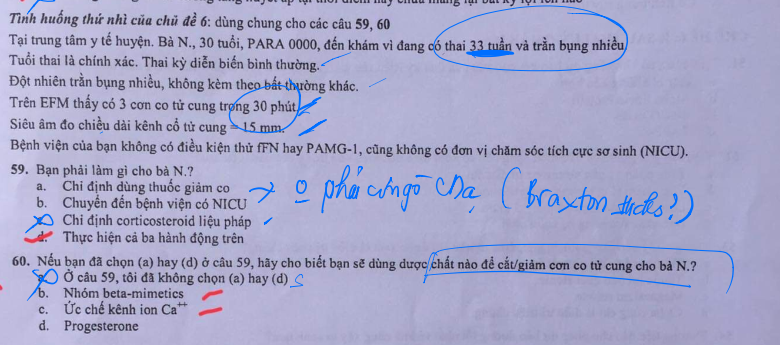 Tình huống thứ nhì của chủ đề 6: dùng chung cho các câu 59, 60
Tại trung tâm y tế huyện. Bà N., 30 tuổi, PARA 0000, đến khám vì đang có thai 33 tuần và trằn bụng nhiều
Tuổi thai là chính xác. Thai kỳ diễn biến bình thường.
Đột nhiên trằn bụng nhiều, không kèm theo bất thường khác.
Trên EFM thấy có 3 cơn co tử cung trong 30 phút
Siêu âm đo chiều dài kênh cổ tử cung = 15 mm.
Bệnh viện của bạn không có điều kiện thử fFN hay PAMG-1, cũng không có đơn vị chăm sóc tích cực sơ sinh (NICU).
59. Bạn phải làm gì cho bà N.?
a. Chỉ định dùng thuốc giảm co
b. Chuyển đến bệnh viện có NICU
c. Chỉ định corticosteroid liệu pháp
d. Thực hiện cả ba hành động trên
phải (Braxton Hicks?)
60. Nếu bạn đã chọn (a) hay (d) ở câu 59, hãy cho biết bạn sẽ dùng dược chất nào để cắt/giảm cơn co tử cung cho bà N.?
Ở câu 59, tôi đã không chọn (a) hay (d)
b. Nhóm beta-mimetics
c. Ức chế kênh ion Ca⁺⁺
d. Progesterone